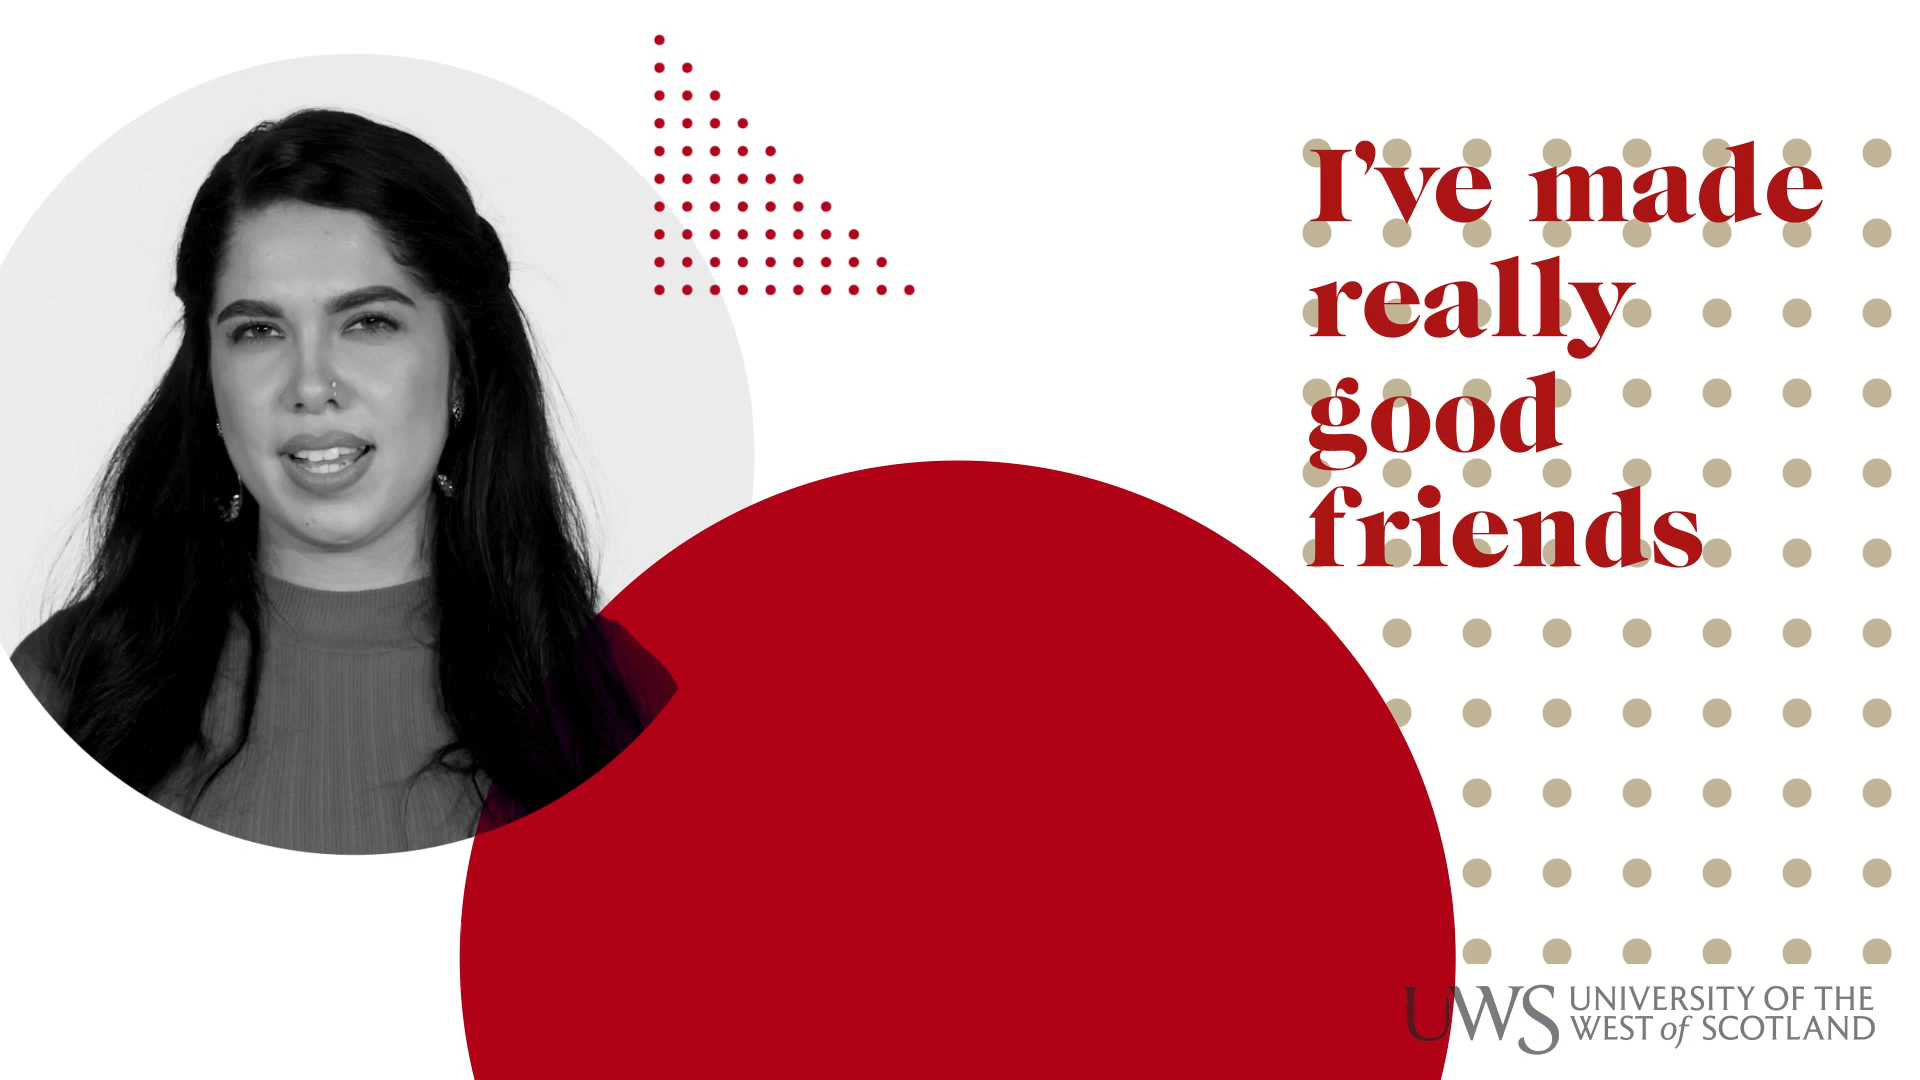 I’ve made
really
good
friends
UWS UNIVERSITY OF THE
WEST of SCOTLAND